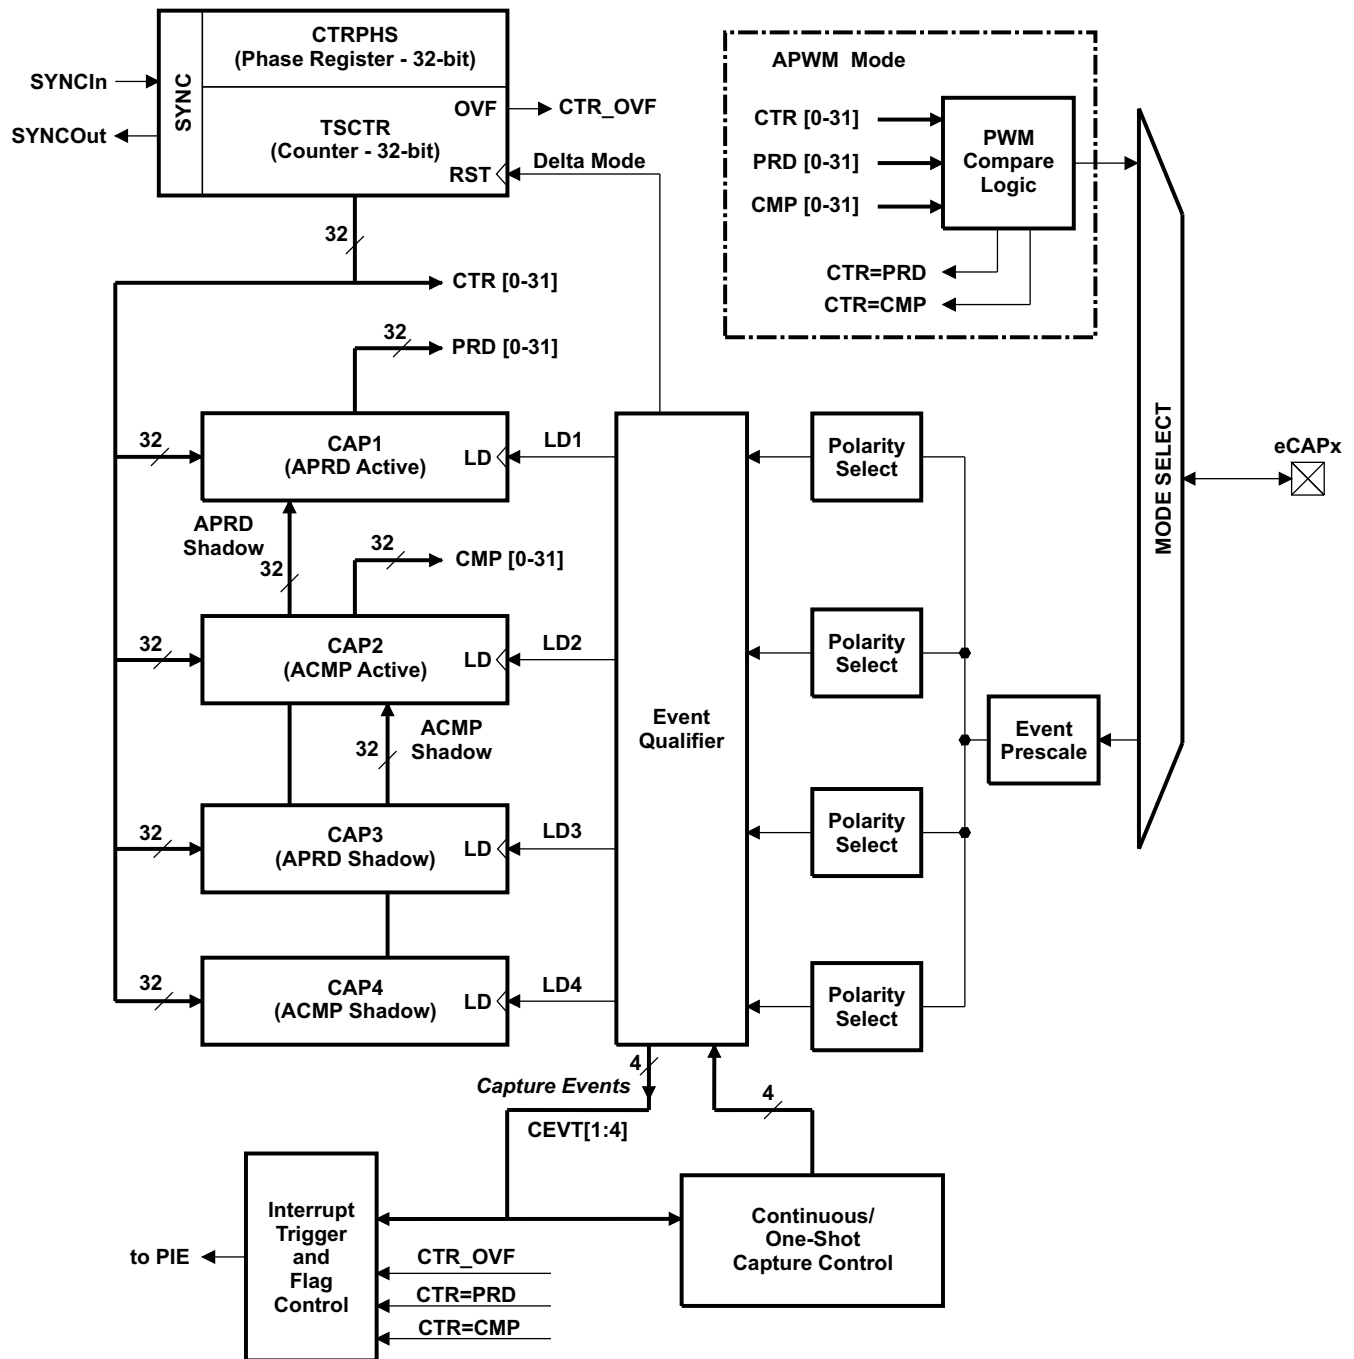 CTRPHS
(Phase Register - 32-bit)
SYNC
SYNCIn
SYNCOut
OVF
CTR_OVF
TSCTR
(Counter - 32-bit)
RST
Delta Mode
APWM Mode
CTR [0-31]
PRD [0-31]
CMP [0-31]
PWM
Compare
Logic
CTR=PRD
CTR=CMP
32
CTR [0-31]
32
PRD [0-31]
32
CAP1
(APRD Active)
LD
LD1
Polarity
Select
MODE SELECT
eCAPx
APRD
Shadow
32
32
CMP [0-31]
32
CAP2
(ACMP Active)
LD
LD2
Polarity
Select
Event
Qualifier
32
ACMP
Shadow
Event
Prescale
32
CAP3
(APRD Shadow)
LD
LD3
Polarity
Select
32
CAP4
(ACMP Shadow)
LD
LD4
Polarity
Select
4
Capture Events
CEVT[1:4]
4
Interrupt
Trigger
and
Flag
Control
to PIE
CTR_OVF
CTR=PRD
CTR=CMP
Continuous/
One-Shot
Capture Control